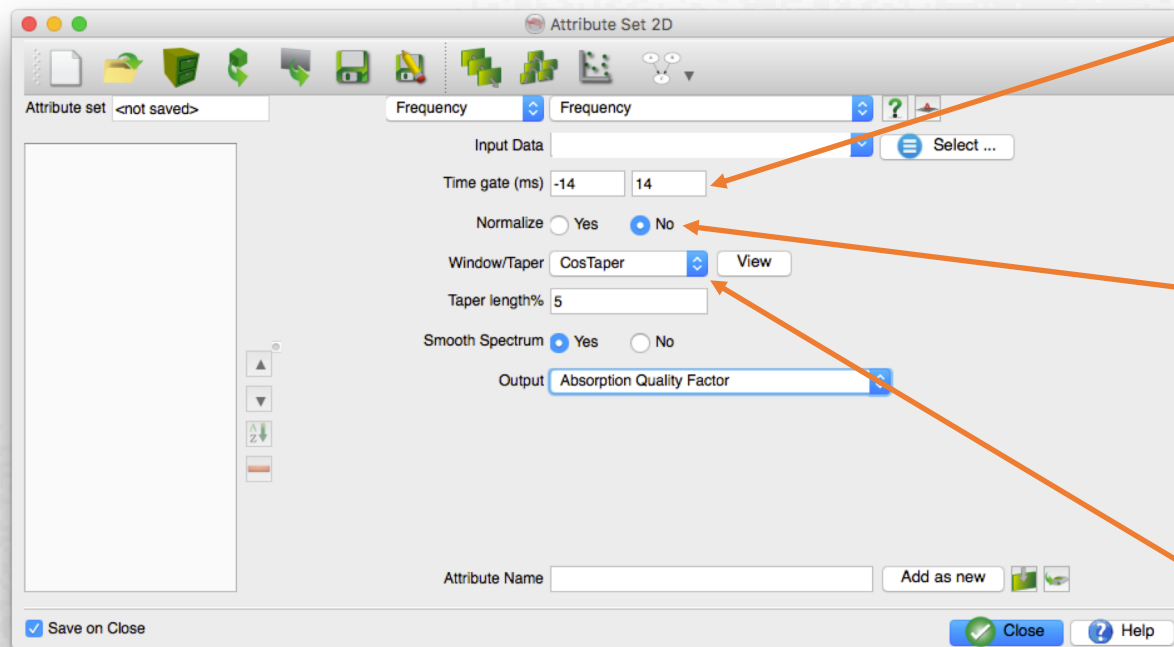 Attribute Set 2D
Attribute set <not saved> Frequency Frequency ?
Input Data Select ...
Time gate (ms) -14 14
Normalize Yes No
Window/Taper CosTaper View
Taper length% 5
Smooth Spectrum Yes No
Output Absorption Quality Factor
A
Z
Attribute Name Add as new
Save on Close Close ? Help